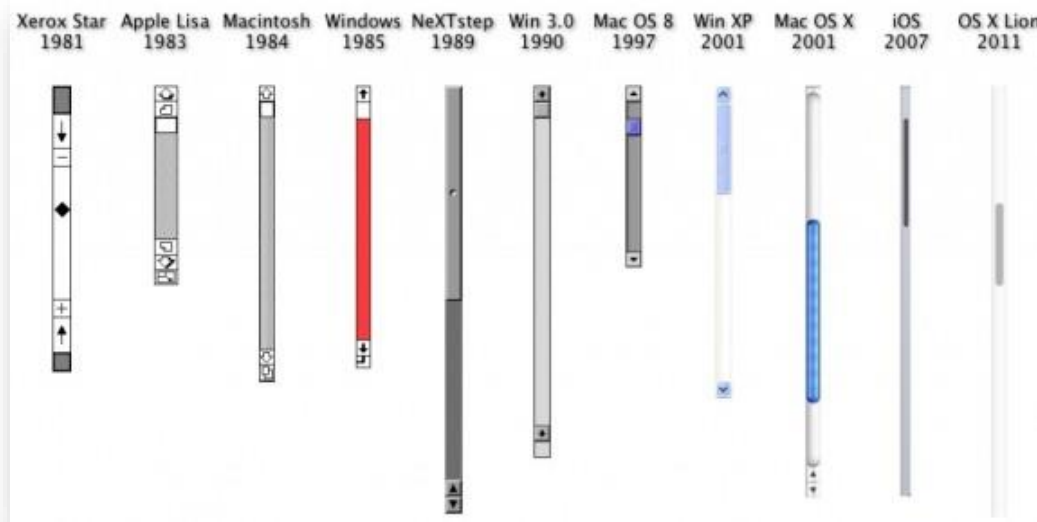 Xerox Star Apple Lisa Macintosh Windows NeXTstep Win 3.0 Mac OS 8 Win XP Mac OS X iOS OS X Lion
1981 1983 1984 1985 1989 1990 1997 2001 2001 2007 2011